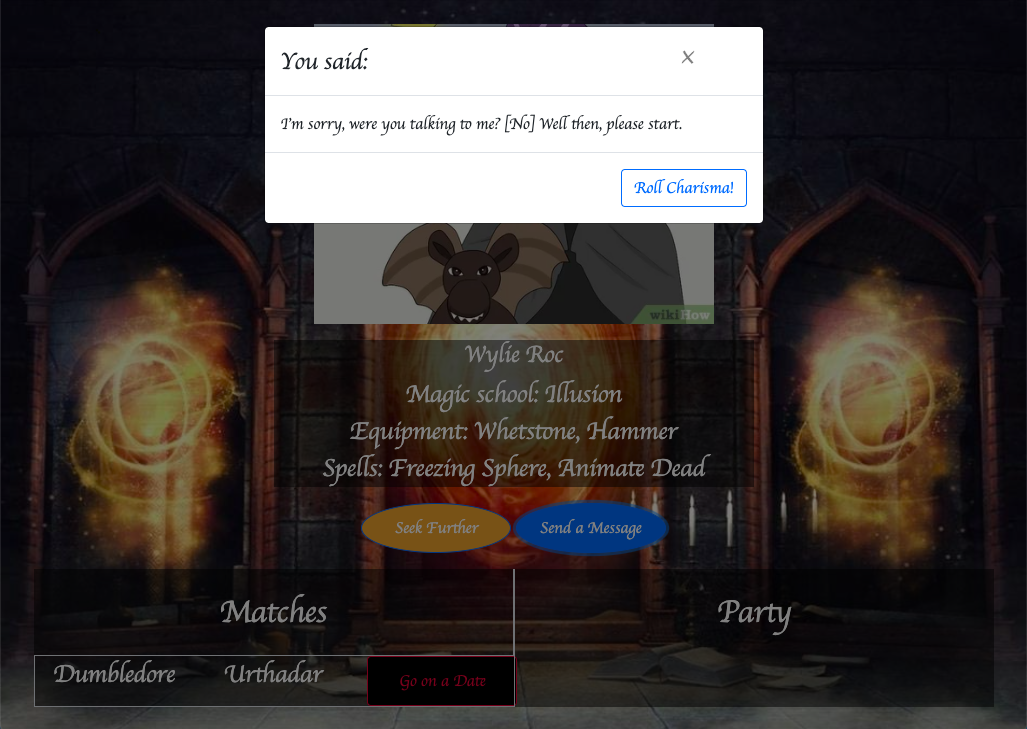 You said:
×
I'm sorry, were you talking to me? [No] Well then, please start.
Roll Charisma!
wikiHow
Wylie Roc
Magic school: Illusion
Equipment: Whetstone, Hammer
Spells: Freezing Sphere, Animate Dead
Seek Further
Send a Message
Matches
Party
Dumbledore
Urthadar
Go on a Date